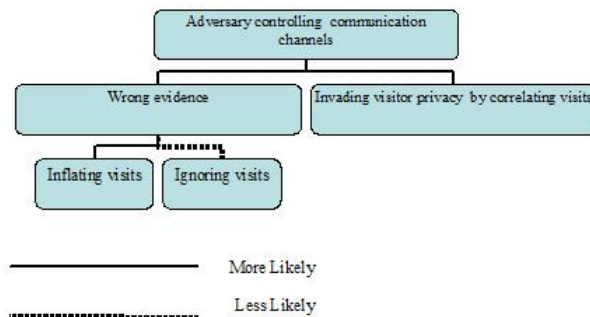 Adversary controlling communication
channels
Wrong evidence
Invading visitor privacy by correlating visits
Inflating visits
Ignoring visits
More Likely
Less Likely